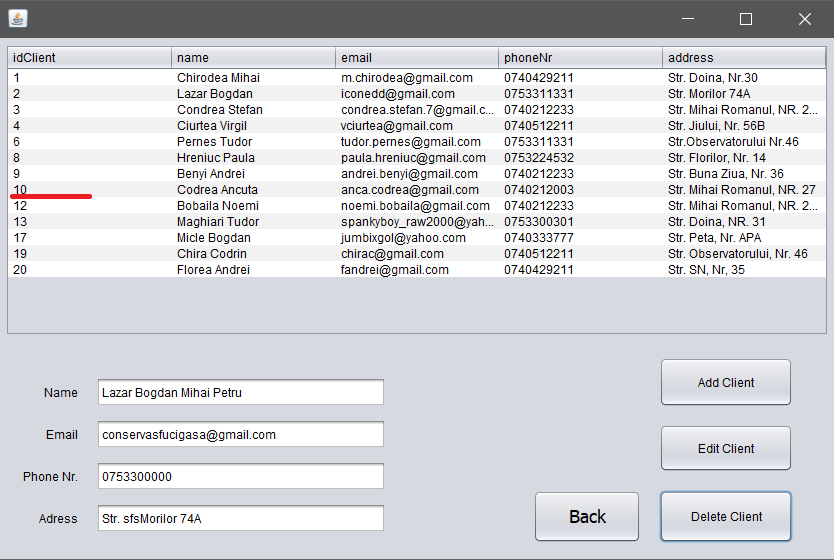 idClient name email phoneNr address
1 Chirodea Mihai m.chirodea@gmail.com 0740429211 Str. Doina, Nr.30
2 Lazar Bogdan iconedd@gmail.com 0753311331 Str. Morilor 74A
3 Condrea Stefan condrea.stefan.7@gmail.c... 0740212233 Str. Mihai Romanul, NR. 2...
4 Ciurtea Virgil vciurtea@gmail.com 0740512211 Str. Jiului, Nr. 56B
6 Pernes Tudor tudor.pernes@gmail.com 0753311331 Str.Observatorului Nr.46
8 Hreniuc Paula paula.hreniuc@gmail.com 0753224532 Str. Florilor, Nr. 14
9 Benyi Andrei andrei.benyi@gmail.com 0740212233 Str. Buna Ziua, Nr. 36
10 Codrea Ancuta anca.codrea@gmail.com 0740212003 Str. Mihai Romanul, NR. 27
12 Bobaila Noemi noemi.bobaila@gmail.com 0740212233 Str. Mihai Romanul, NR. 2...
13 Maghiari Tudor spankyboy_raw2000@yah... 0753300301 Str. Doina, NR. 31
17 Micle Bogdan jumbixgol@yahoo.com 0740333777 Str. Peta, Nr. APA
19 Chira Codrin chirac@gmail.com 0740512211 Str. Observatorului, Nr. 46
20 Florea Andrei fandrei@gmail.com 0740429211 Str. SN, Nr, 35
Name Lazar Bogdan Mihai Petru
Add Client
Email conservasfucigasa@gmail.com
Edit Client
Phone Nr. 0753300000
Adress Str. sfsMorilor 74A
Back Delete Client